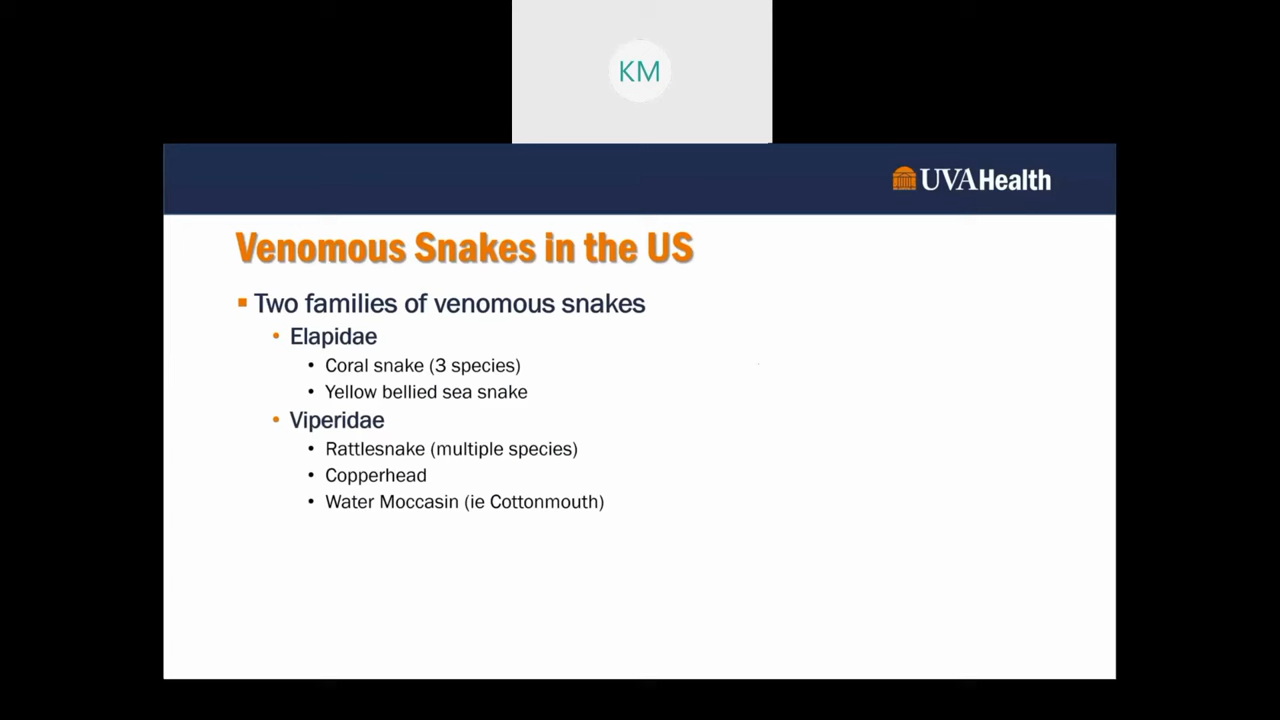 KM
UVAHealth
Venomous Snakes in the US
Two families of venomous snakes
Elapidae
Coral snake (3 species)
Yellow bellied sea snake
Viperidae
Rattlesnake (multiple species)
Copperhead
Water Moccasin (ie Cottonmouth)